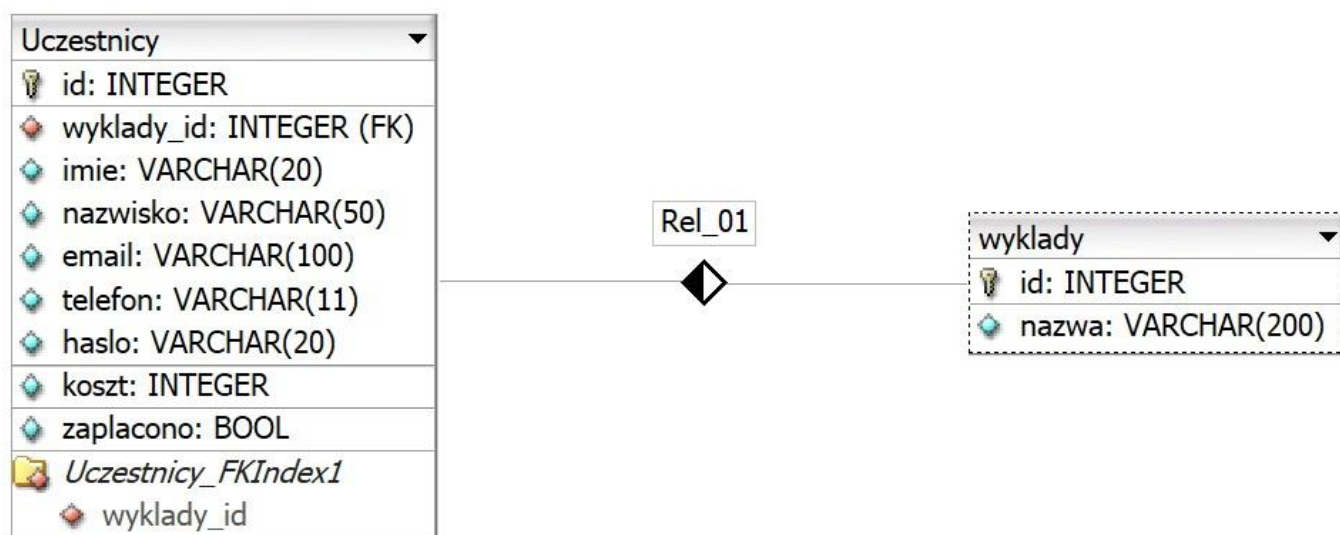 Uczestnicy
id: INTEGER
wyklady_id: INTEGER (FK)
imie: VARCHAR(20)
nazwisko: VARCHAR(50)
email: VARCHAR(100)
telefon: VARCHAR(11)
haslo: VARCHAR(20)
koszt: INTEGER
zaplacono: BOOL
Uczestnicy_FKIndex1
wyklady_id
Rel_01
wyklady
id: INTEGER
nazwa: VARCHAR(200)